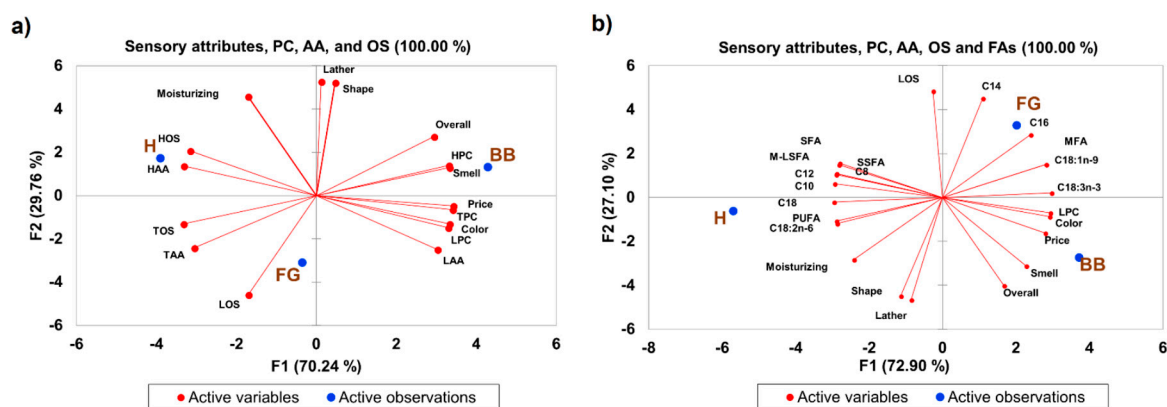 a)
Sensory attributes, PC, AA, and OS (100.00 %)
6
4
2
0
-2
-4
-6
F2 (29.76 %)
Lather
Shape
Moisturizing
Overall
HOS
H
HAA
HPC
BB
Smell
Price
TPC
Color
LPC
LAA
TOS
TAA
FG
LOS
-6 -4 -2 0 2 4 6
F1 (70.24 %)
Active variables Active observations
b)
Sensory attributes, PC, AA, OS and FAs (100.00 %)
6
4
2
0
-2
-4
-6
F2 (27.10 %)
LOS
C14
FG
C16
MFA
SFA
M-LSFA
SSFA
C8
C12
C10
C18:1n-9
C18:3n-3
C18
PUFA
C18:2n-6
H
LPC
Color
Price
BB
Moisturizing
Smell
Shape
Overall
Lather
-8 -6 -4 -2 0 2 4 6
F1 (72.90 %)
Active variables Active observations